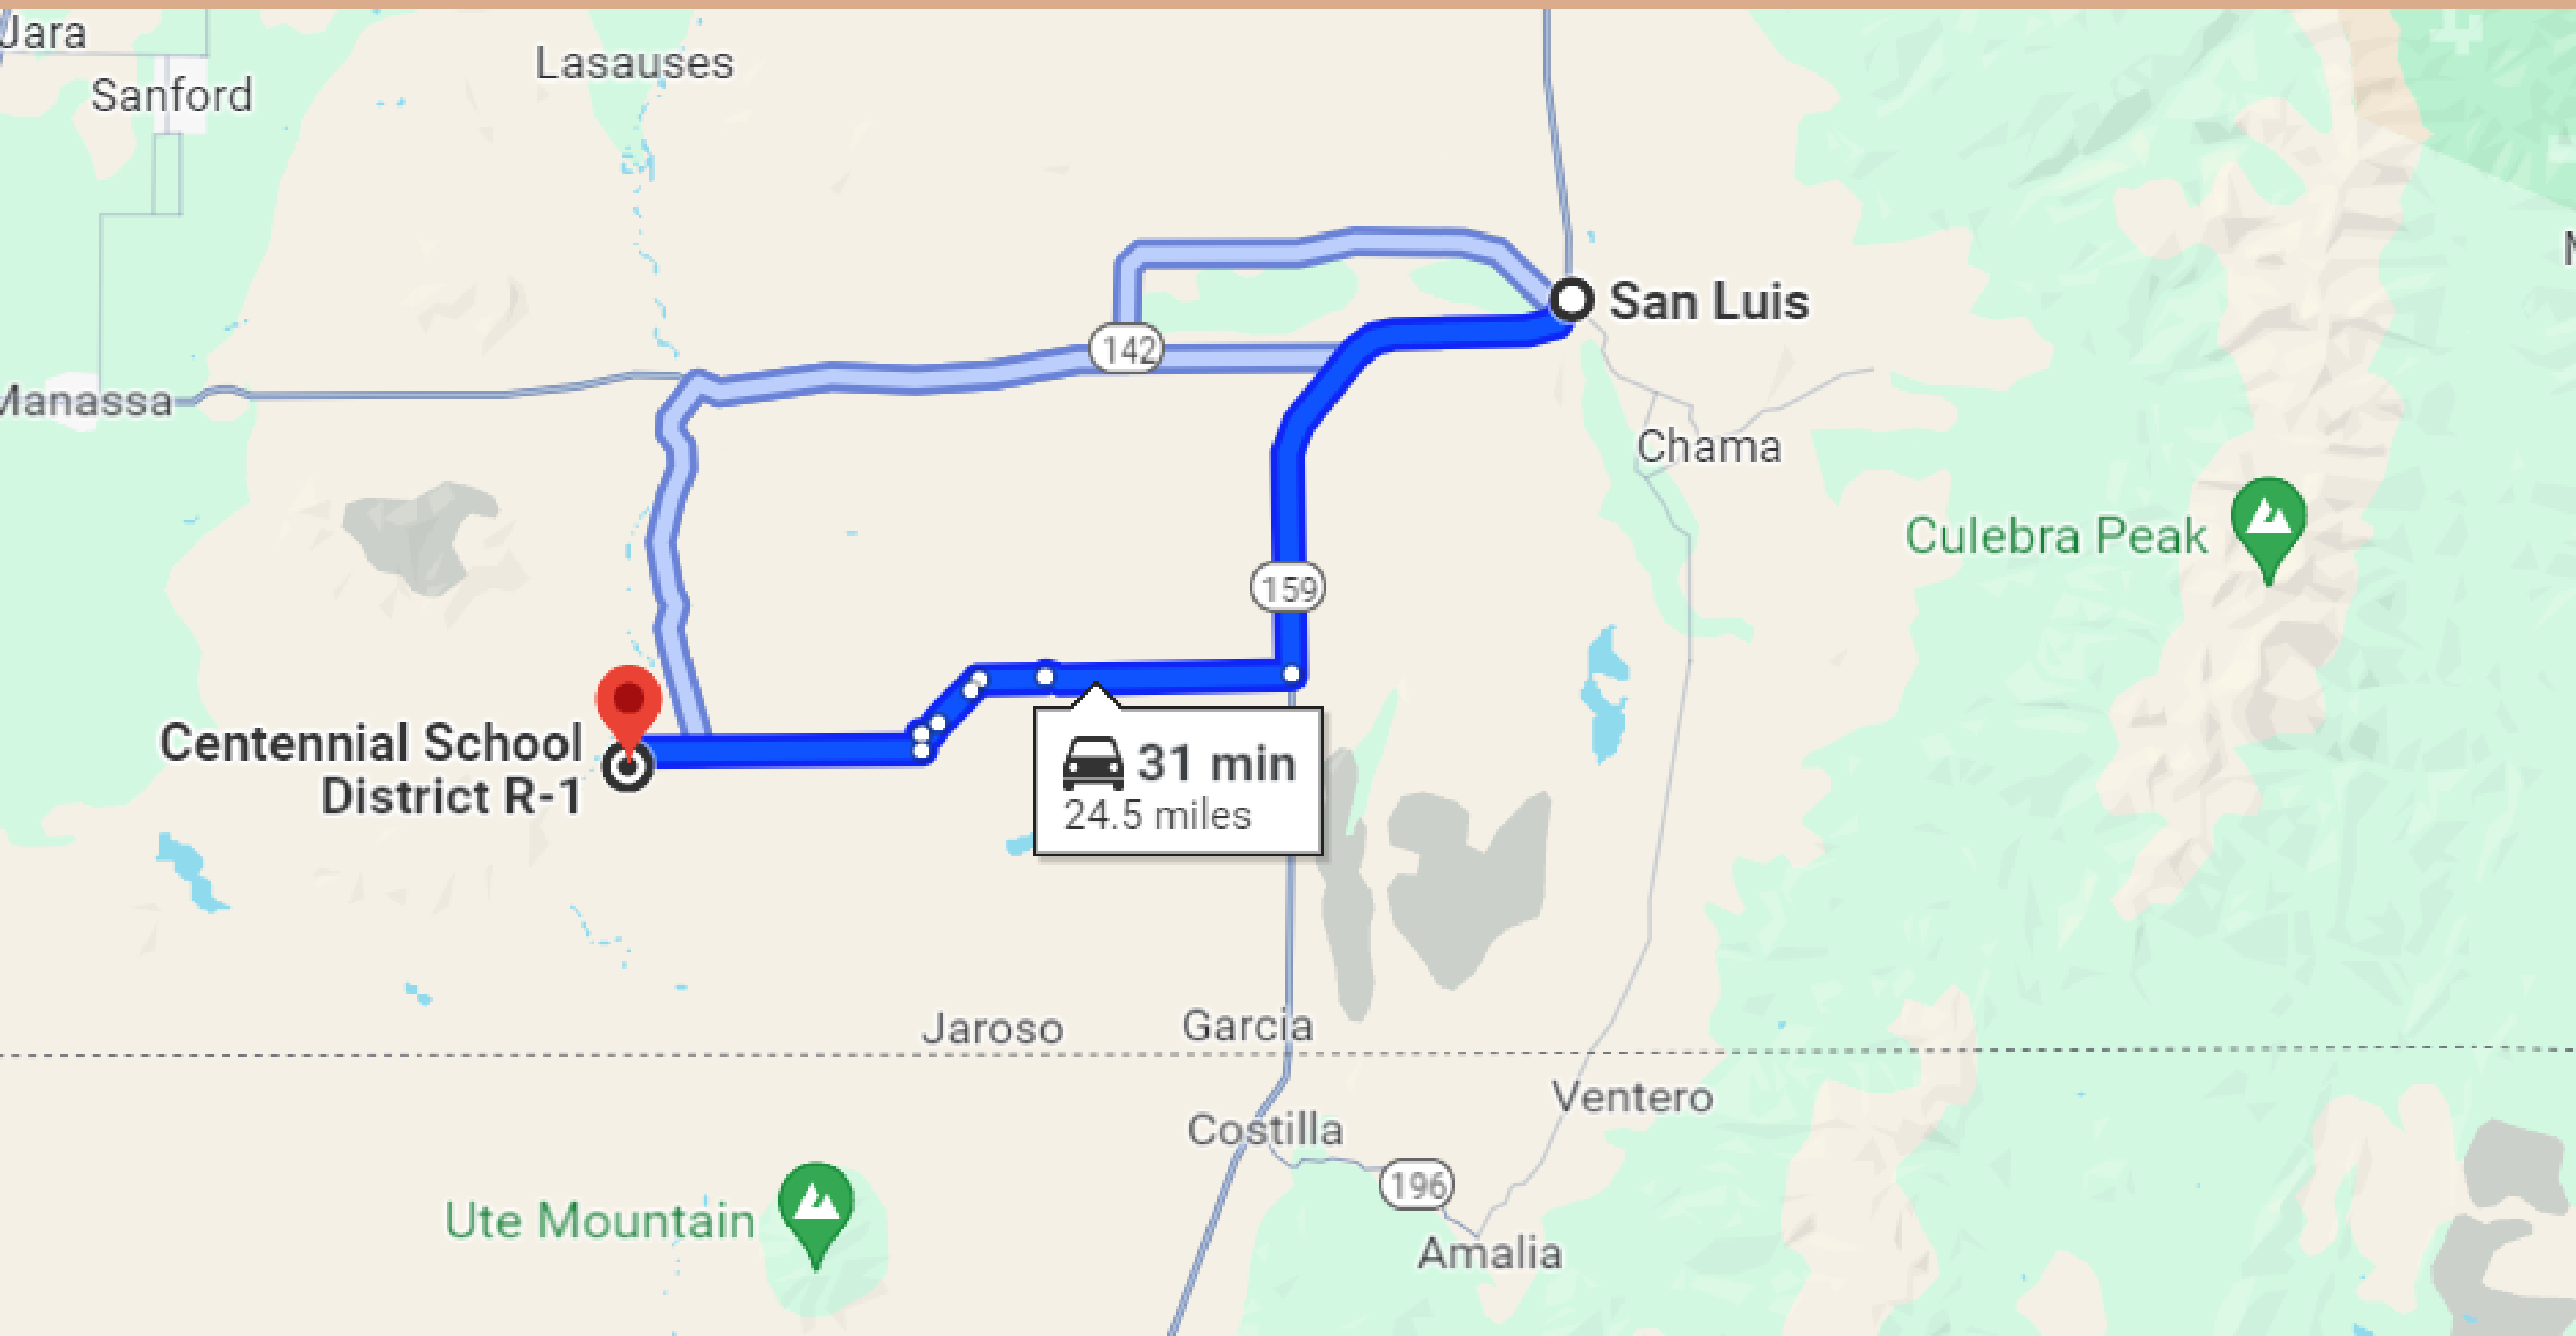 Lasauses
Sanford
San Luis
142
Manassa
Chama
Culebra Peak
159
Centennial School
District R-1
31 min
24.5 miles
Jaroso
Garcia
Ventero
Costilla
196
Ute Mountain
Amalia